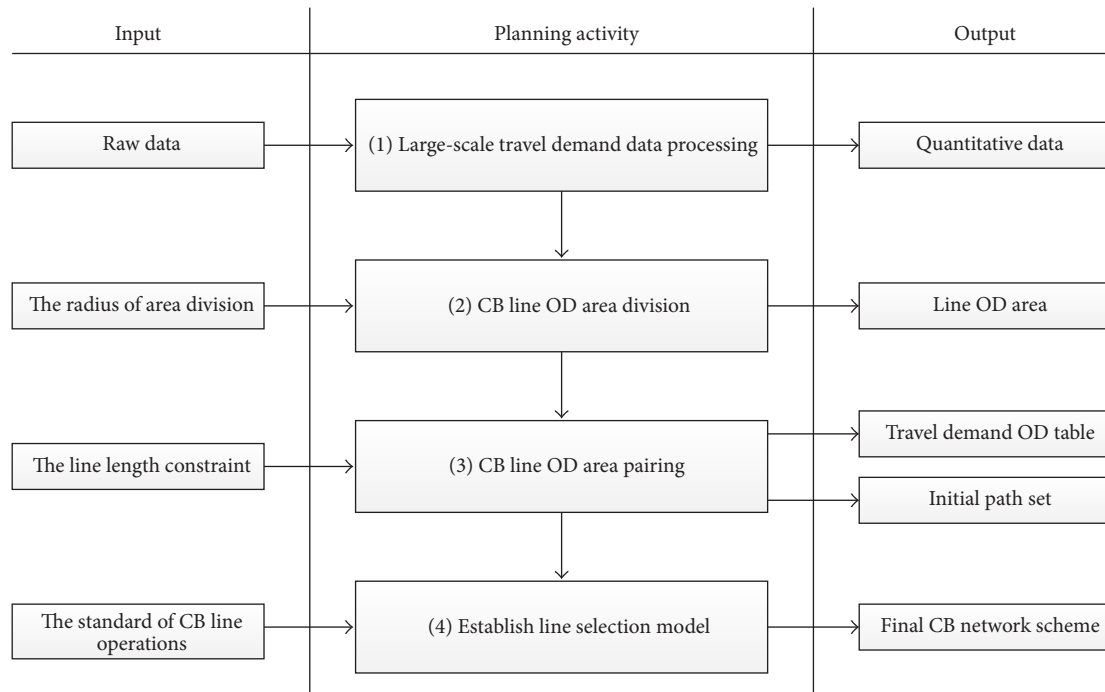 Input
Planning activity
Output
Raw data
(1) Large-scale travel demand data processing
Quantitative data
The radius of area division
(2) CB line OD area division
Line OD area
The line length constraint
(3) CB line OD area pairing
Travel demand OD table
Initial path set
The standard of CB line
operations
(4) Establish line selection model
Final CB network scheme